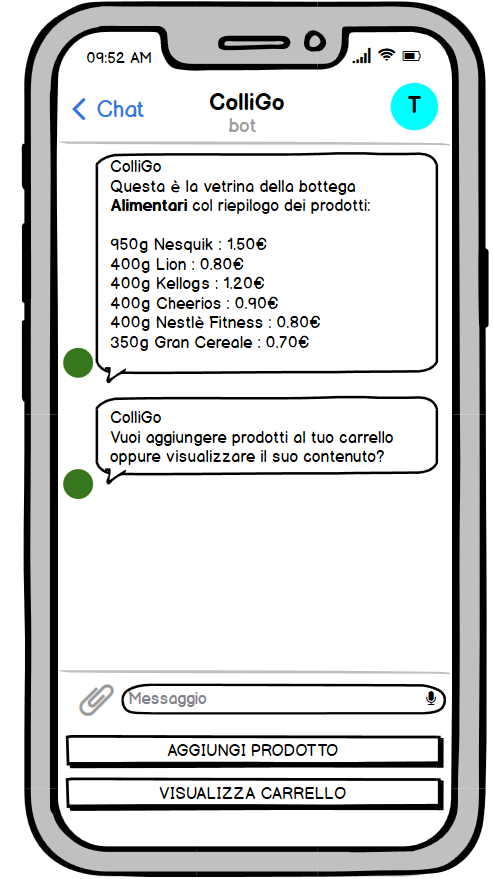 09:52 AM
Chat
ColliGo
bot
T
ColliGo
Questa è la vetrina della bottega
Alimentari col riepilogo dei prodotti:
950g Nesquik : 1.50€
400g Lion : 0.80€
400g Kellogs : 1.20€
400g Cheerios : 0.90€
400g Nestlè Fitness : 0.80€
350g Gran Cereale : 0.70€
ColliGo
Vuoi aggiungere prodotti al tuo carrello
oppure visualizzare il suo contenuto?
Messaggio
AGGIUNGI PRODOTTO
VISUALIZZA CARRELLO